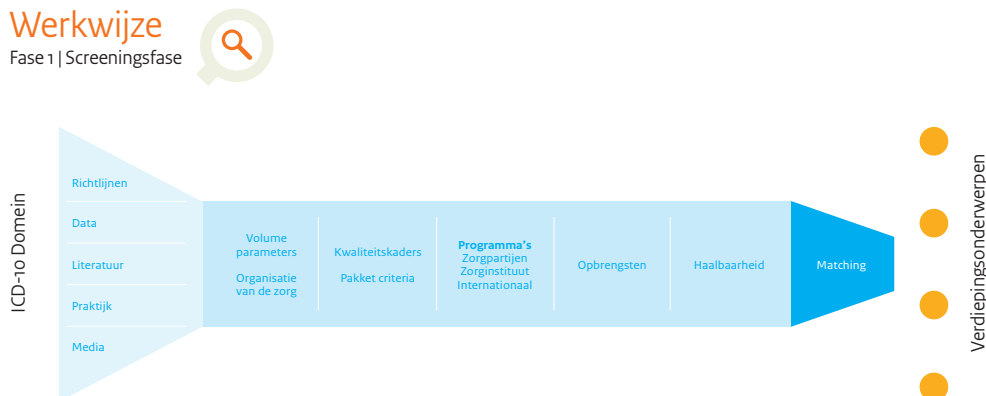 Werkwijze
Fase 1 | Screeningsfase
ICD-10 Domein
Richtlijnen
Data
Literatuur
Praktijk
Media
Volume
parameters
Organisatie
van de zorg
Kwaliteitskaders
Pakket criteria
Programma's
Zorgpartijen
Zorginstituut
Internationaal
Opbrengsten
Haalbaarheid
Matching
Verdiepingsonderwerpen